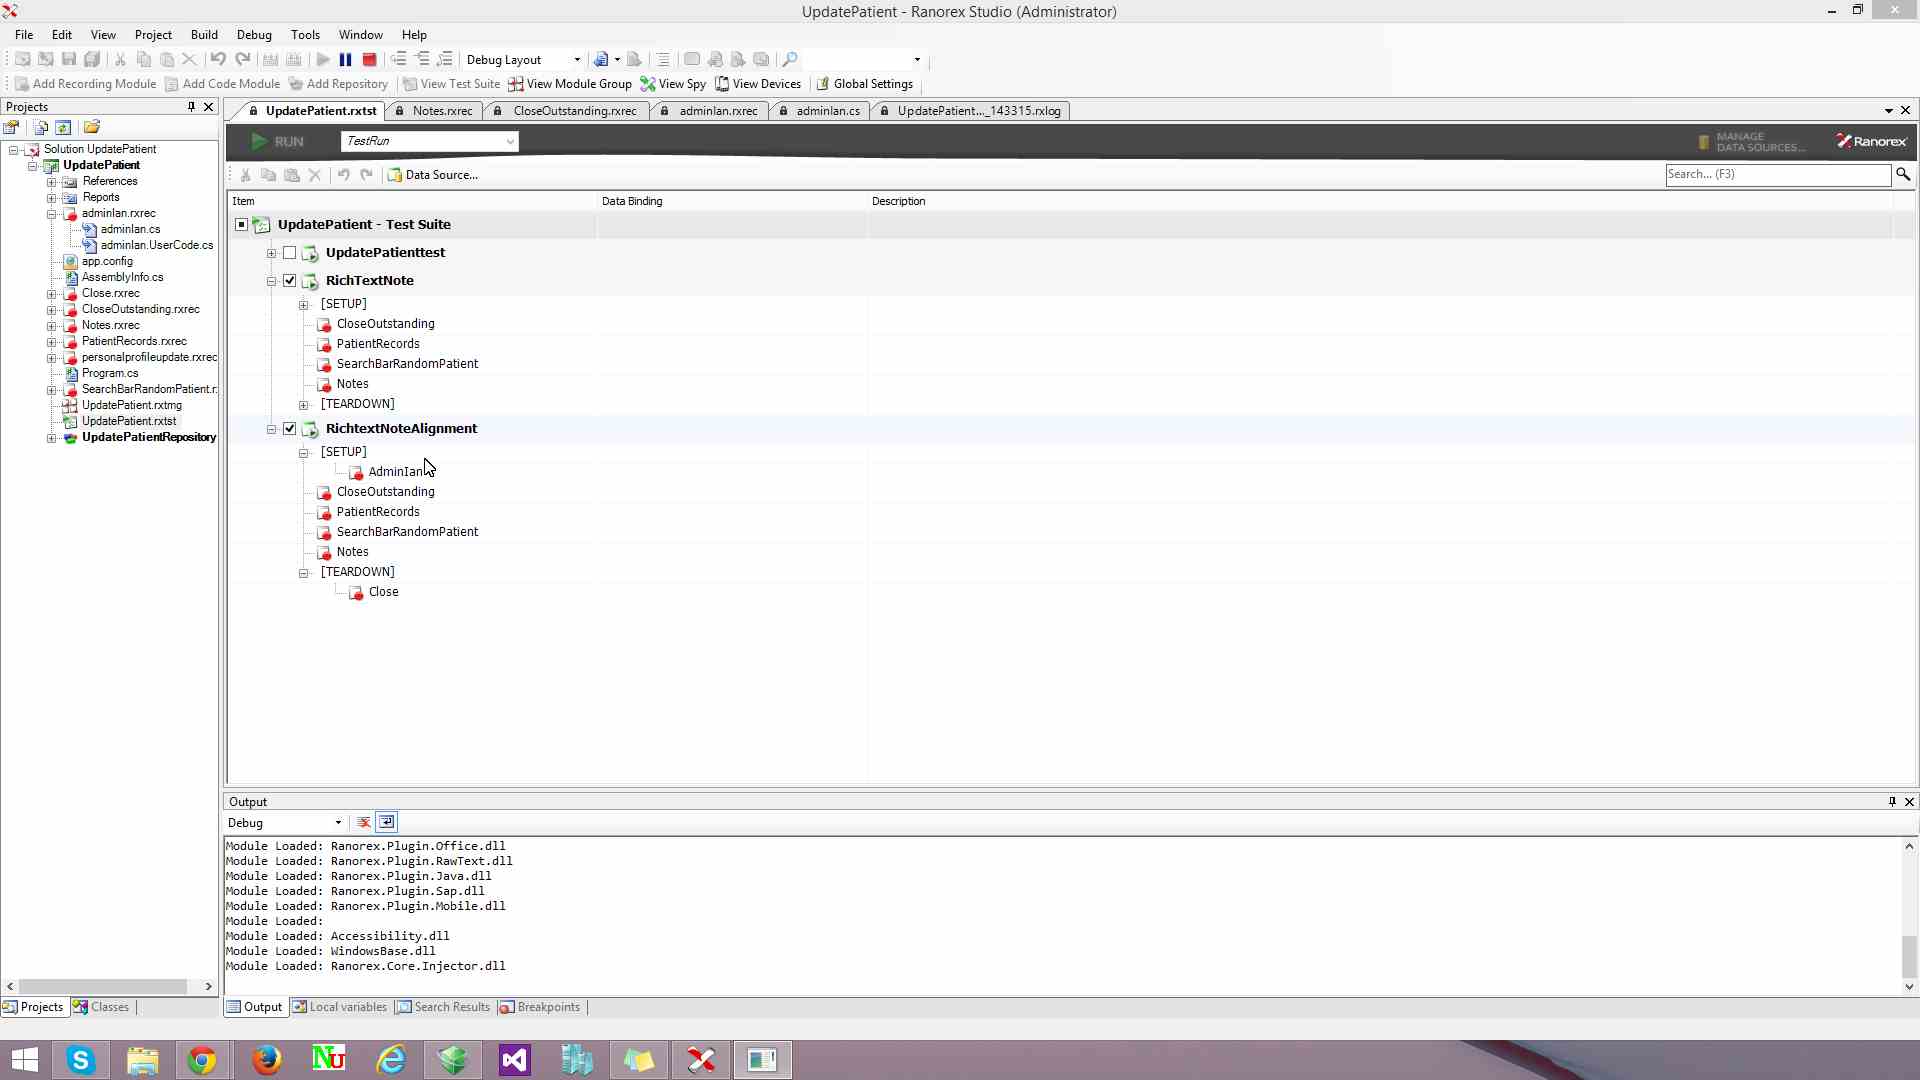 UpdatePatient - Ranorex Studio (Administrator)
File Edit View Project Build Debug Tools Window Help
Debug Layout
Add Recording Module Add Code Module Add Repository View Test Suite View Module Group View Spy View Devices Global Settings
Projects
UpdatePatient.rxtst Notes.rxrec CloseOutstanding.rxrec adminIan.rxrec adminIan.cs UpdatePatient..._143315.rxlog
RUN TestRun MANAGE DATA SOURCES... Ranorex
Data Source... Search... (F3)
Solution UpdatePatient
UpdatePatient
References
Reports
adminIan.rxrec
adminIan.cs
adminIan.UserCode.cs
app.config
AssemblyInfo.cs
Close.rxrec
CloseOutstanding.rxrec
Notes.rxrec
PatientRecords.rxrec
personalprofileupdate.rxrec
Program.cs
SearchBarRandomPatient.r
UpdatePatient.rxtmg
UpdatePatient.rxtst
UpdatePatientRepository
Projects Classes
Item Data Binding Description
UpdatePatient - Test Suite
UpdatePatienttest
RichTextNote
[SETUP]
CloseOutstanding
PatientRecords
SearchBarRandomPatient
Notes
[TEARDOWN]
RichtextNoteAlignment
[SETUP]
AdminIan
CloseOutstanding
PatientRecords
SearchBarRandomPatient
Notes
[TEARDOWN]
Close
Output
Debug
Module Loaded: Ranorex.Plugin.Office.dll
Module Loaded: Ranorex.Plugin.RawText.dll
Module Loaded: Ranorex.Plugin.Java.dll
Module Loaded: Ranorex.Plugin.Sap.dll
Module Loaded: Ranorex.Plugin.Mobile.dll
Module Loaded:
Module Loaded: Accessibility.dll
Module Loaded: WindowsBase.dll
Module Loaded: Ranorex.Core.Injector.dll
Output Local variables Search Results Breakpoints
Nu